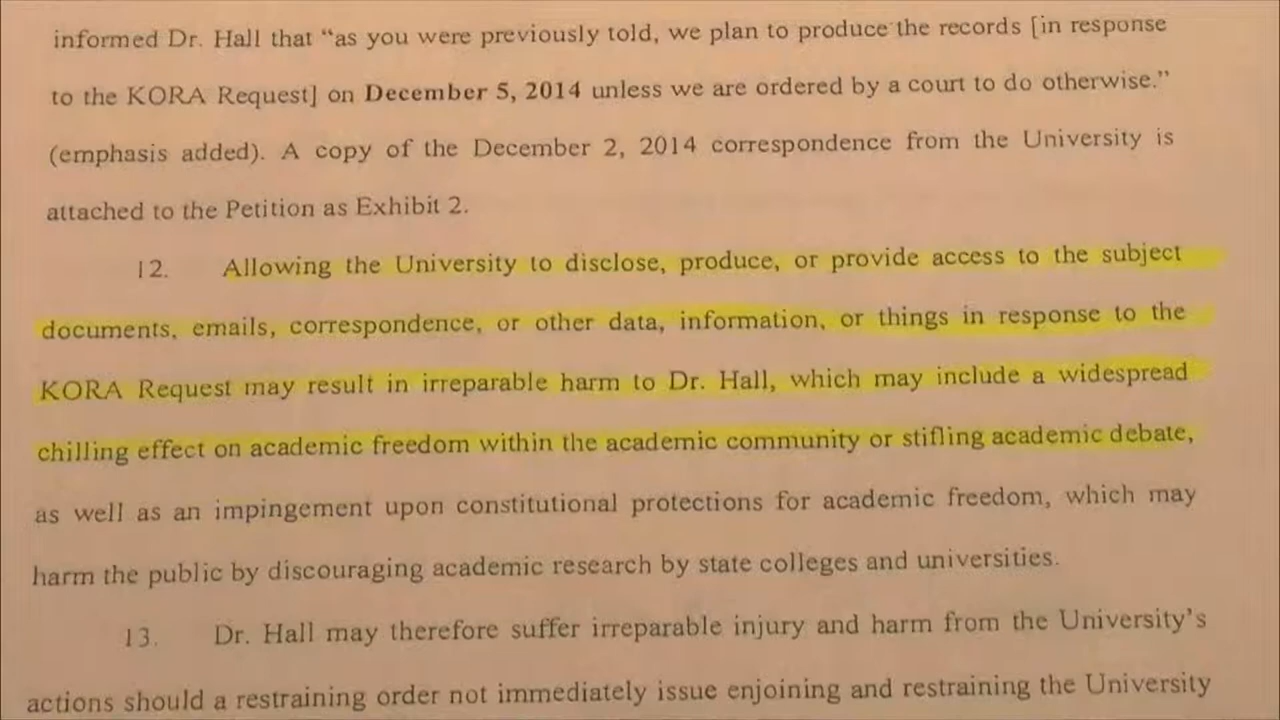 informed Dr. Hall that “as you were previously told, we plan to produce the records [in response
to the KORA Request] on December 5, 2014 unless we are ordered by a court to do otherwise.”
(emphasis added). A copy of the December 2, 2014 correspondence from the University is
attached to the Petition as Exhibit 2.
12. Allowing the University to disclose, produce, or provide access to the subject
documents, emails, correspondence, or other data, information, or things in response to the
KORA Request may result in irreparable harm to Dr. Hall, which may include a widespread
chilling effect on academic freedom within the academic community or stifling academic debate,
as well as an impingement upon constitutional protections for academic freedom, which may
harm the public by discouraging academic research by state colleges and universities.
13. Dr. Hall may therefore suffer irreparable injury and harm from the University’s
actions should a restraining order not immediately issue enjoining and restraining the University